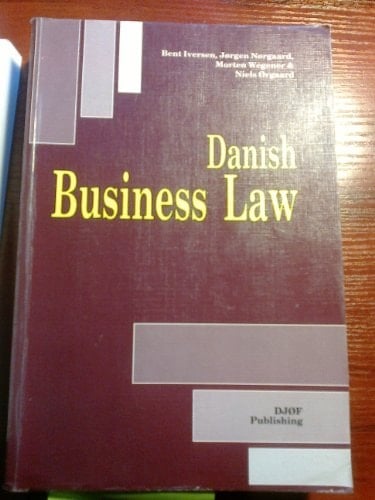 Bent Iversen, Jørgen Nørgaard,
Morten Wegener &
Niels Ørgaard
Danish
Business Law
DJØF
Publishing